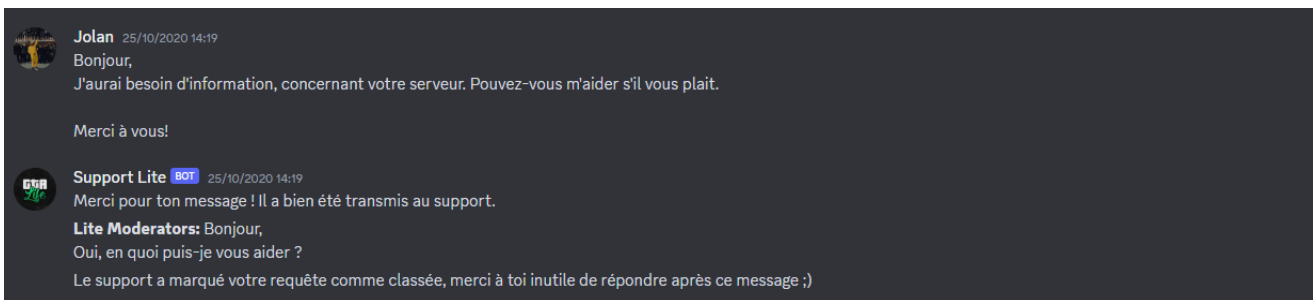 Jolan 25/10/2020 14:19
Bonjour,
J'aurai besoin d'information, concernant votre serveur. Pouvez-vous m'aider s'il vous plait.
Merci à vous!
GTA
Life
Support Lite BOT 25/10/2020 14:19
Merci pour ton message ! Il a bien été transmis au support.
Lite Moderators: Bonjour,
Oui, en quoi puis-je vous aider ?
Le support a marqué votre requête comme classée, merci à toi inutile de répondre après ce message ;)